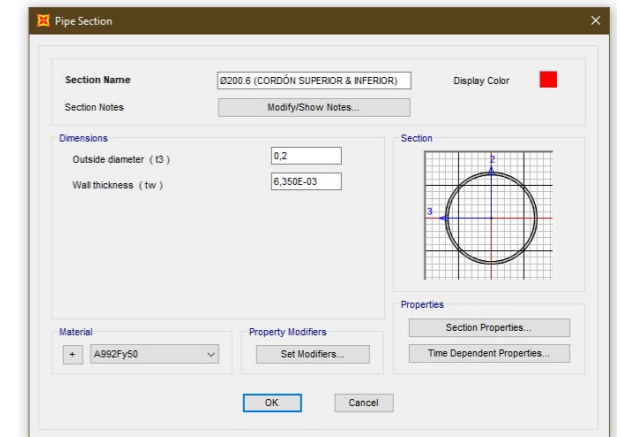 Pipe Section
Section Name Ø200.6 (CORDÓN SUPERIOR & INFERIOR) Display Color
Section Notes Modify/Show Notes...
Dimensions
Outside diameter ( t3 ) 0,2
Wall thickness ( tw ) 6,350E-03
Section
2
3
Properties
Section Properties...
Time Dependent Properties...
Material
+ A992Fy50
Property Modifiers
Set Modifiers...
OK Cancel